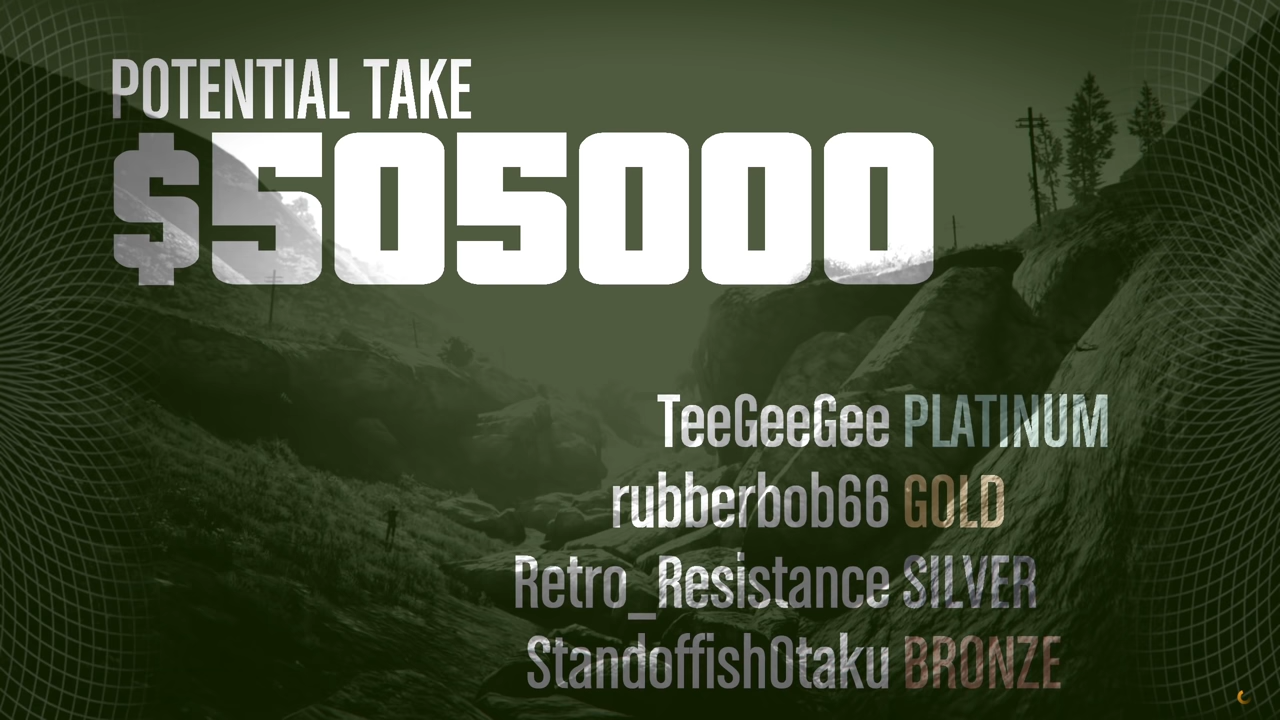 POTENTIAL TAKE
$505000
TeeGeeGee PLATINUM
rubberbob66 GOLD
Retro_Resistance SILVER
StandoffishOtaku BRONZE